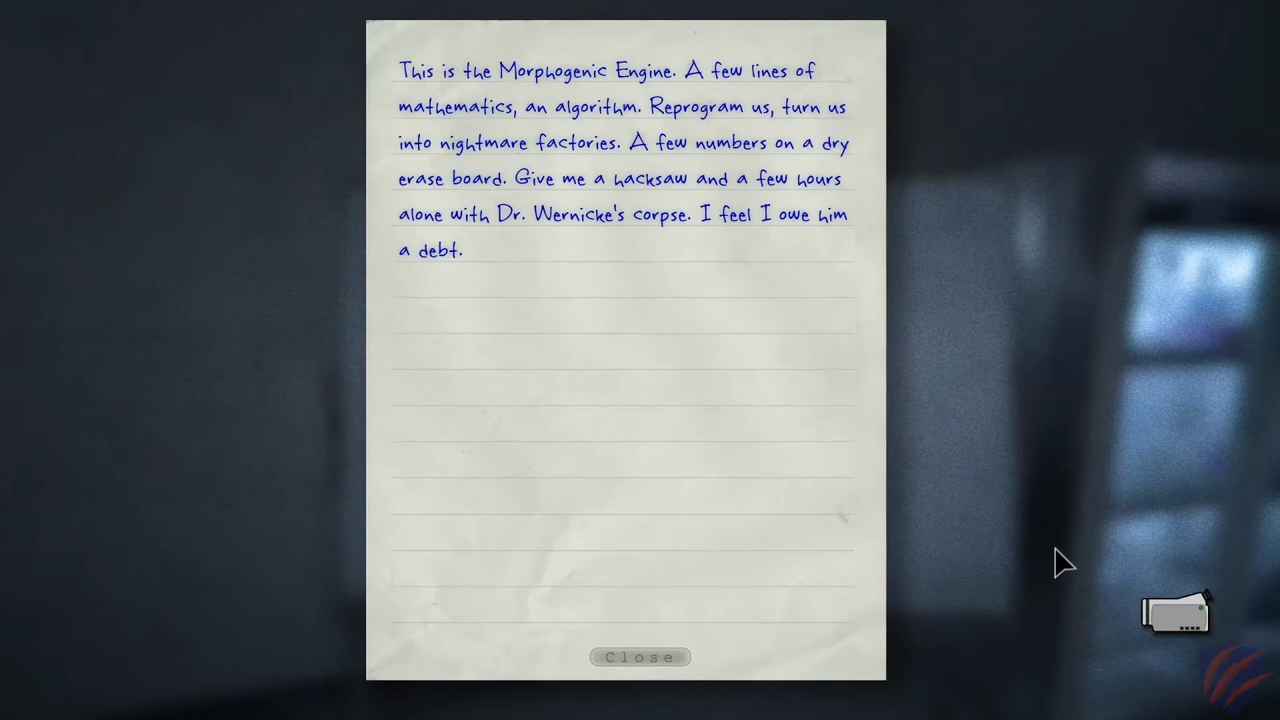 This is the Morphogenic Engine. A few lines of
mathematics, an algorithm. Reprogram us, turn us
into nightmare factories. A few numbers on a dry
erase board. Give me a hacksaw and a few hours
alone with Dr. Wernicke's corpse. I feel I owe him
a debt.
Close